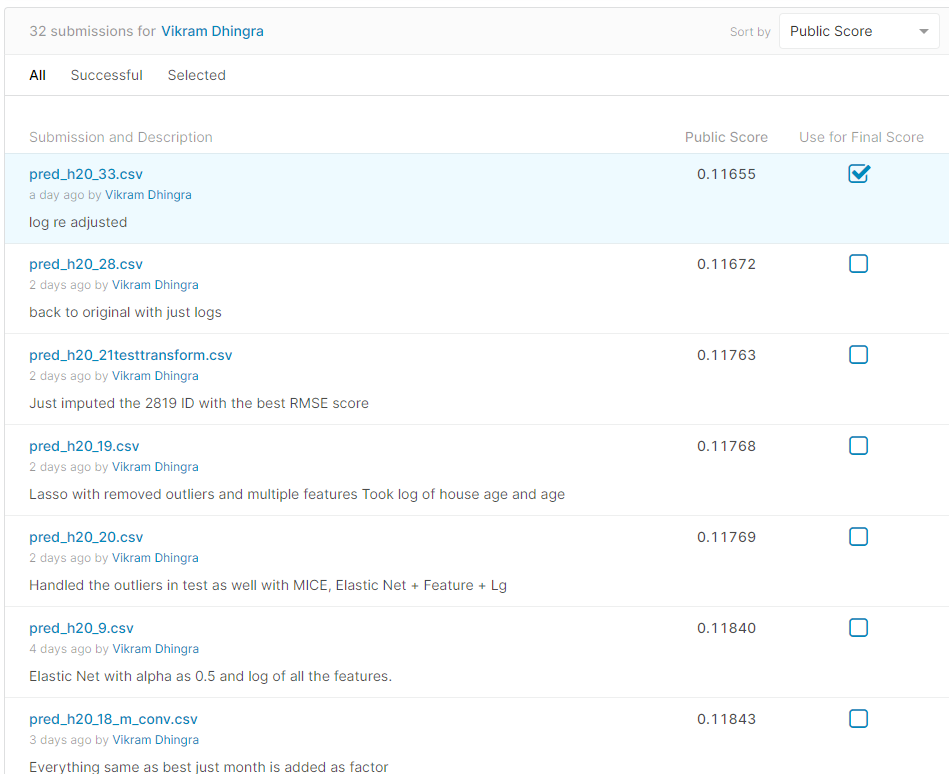 32 submissions for Vikram Dhingra
Sort by Public Score
All Successful Selected
Submission and Description Public Score Use for Final Score
pred_h20_33.csv 0.11655
a day ago by Vikram Dhingra
log re adjusted
pred_h20_28.csv 0.11672
2 days ago by Vikram Dhingra
back to original with just logs
pred_h20_21testtransform.csv 0.11763
2 days ago by Vikram Dhingra
Just imputed the 2819 ID with the best RMSE score
pred_h20_19.csv 0.11768
2 days ago by Vikram Dhingra
Lasso with removed outliers and multiple features Took log of house age and age
pred_h20_20.csv 0.11769
2 days ago by Vikram Dhingra
Handled the outliers in test as well with MICE, Elastic Net + Feature + Lg
pred_h20_9.csv 0.11840
4 days ago by Vikram Dhingra
Elastic Net with alpha as 0.5 and log of all the features.
pred_h20_18_m_conv.csv 0.11843
3 days ago by Vikram Dhingra
Everything same as best just month is added as factor